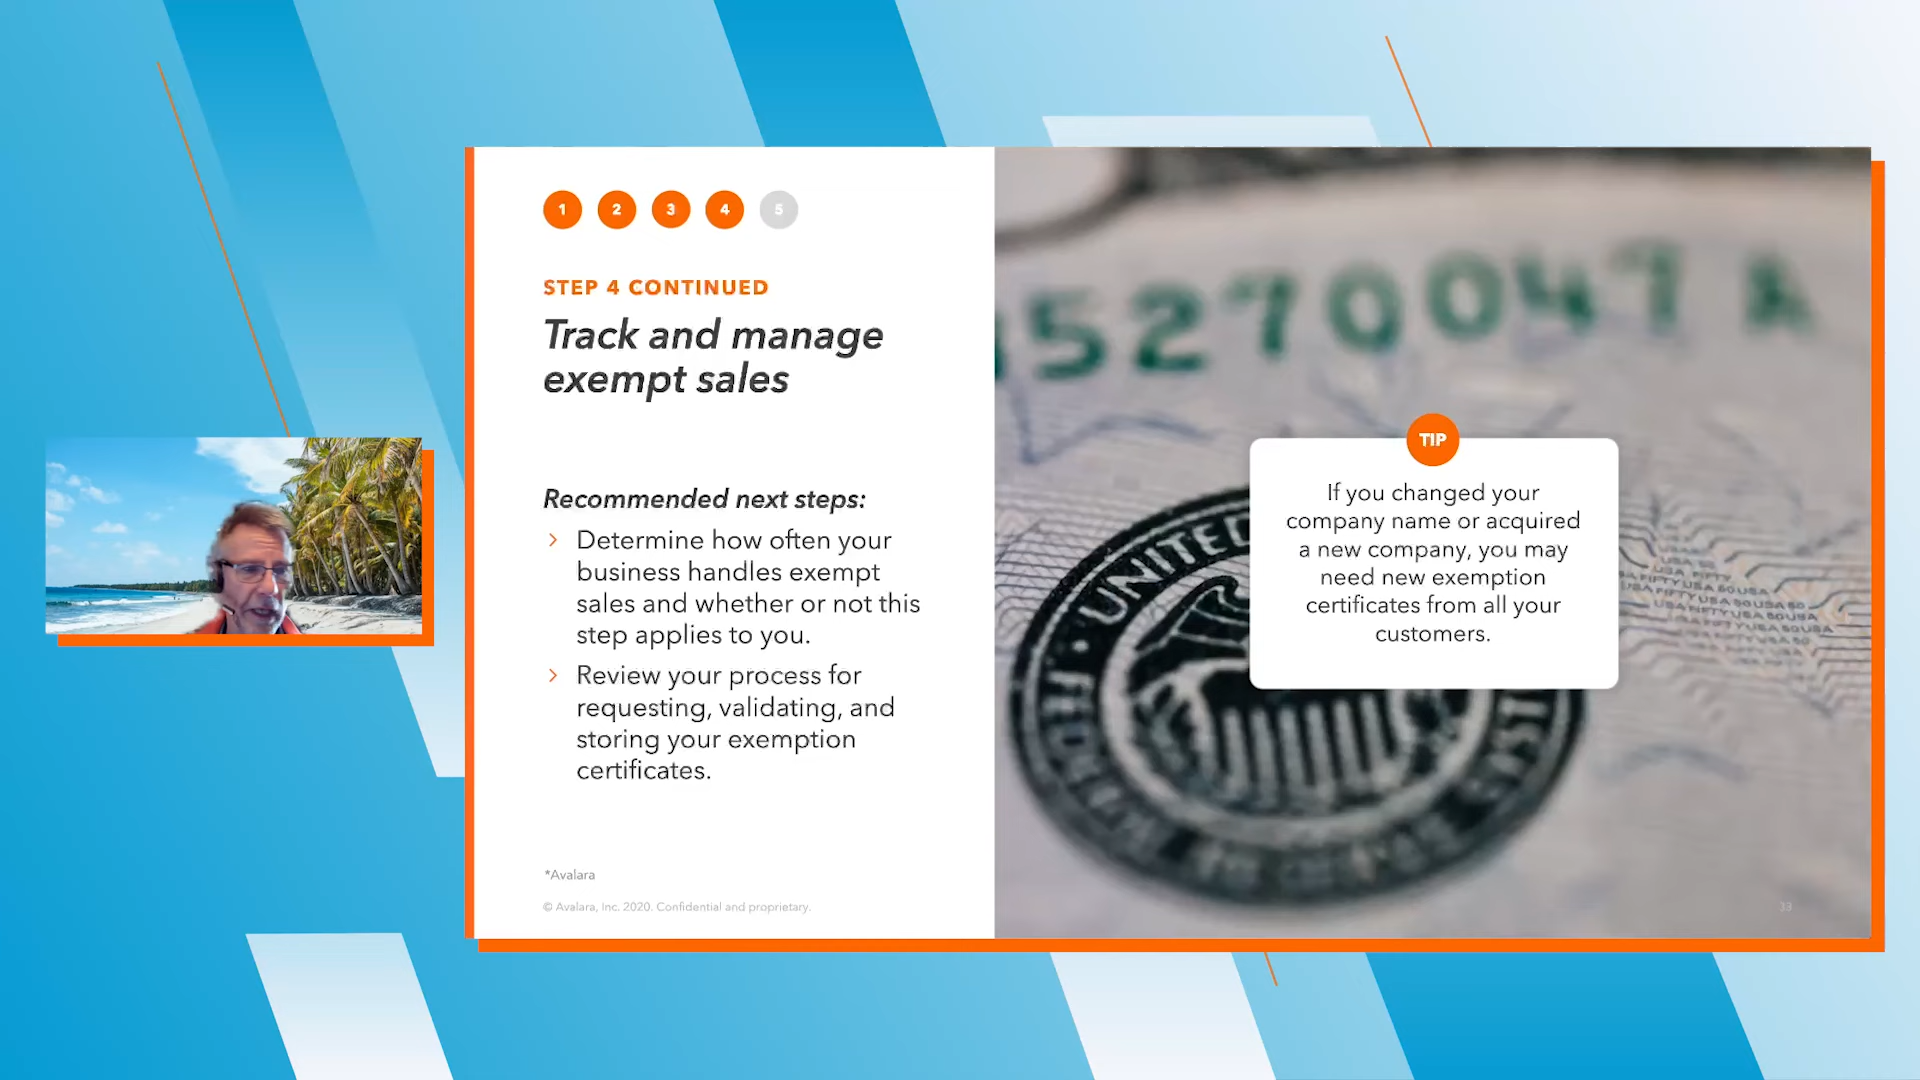 1 2 3 4 5
STEP 4 CONTINUED
Track and manage
exempt sales
Recommended next steps:
Determine how often your
business handles exempt
sales and whether or not this
step applies to you.
Review your process for
requesting, validating, and
storing your exemption
certificates.
*Avalara
© Avalara, Inc. 2020. Confidential and proprietary.
5270047 A
UNITED
TIP
If you changed your
company name or acquired
a new company, you may
need new exemption
certificates from all your
customers.
33